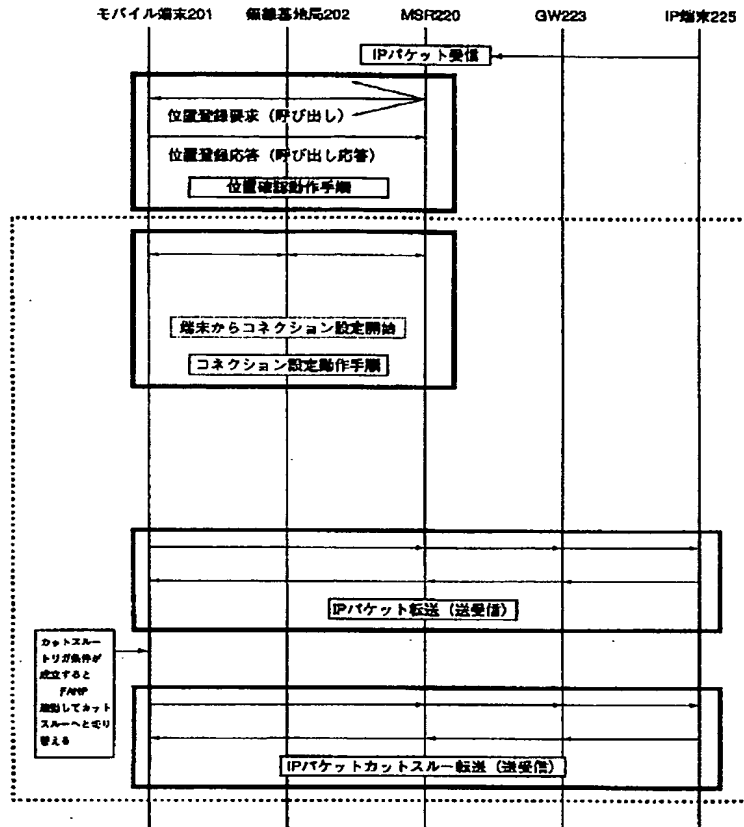 モバイル端末201 無線基地局202 MSR220 GW223 IP端末225
IPパケット受信
位置登録要求（呼び出し）
位置登録応答（呼び出し応答）
位置確認動作手順
端末からコネクション設定開始
コネクション設定動作手順
IPパケット転送（送受信）
カットスルー
トリガ条件が
成立すると
FANP
起動してカット
スルーへと切り
替える
IPパケットカットスルー転送（送受信）